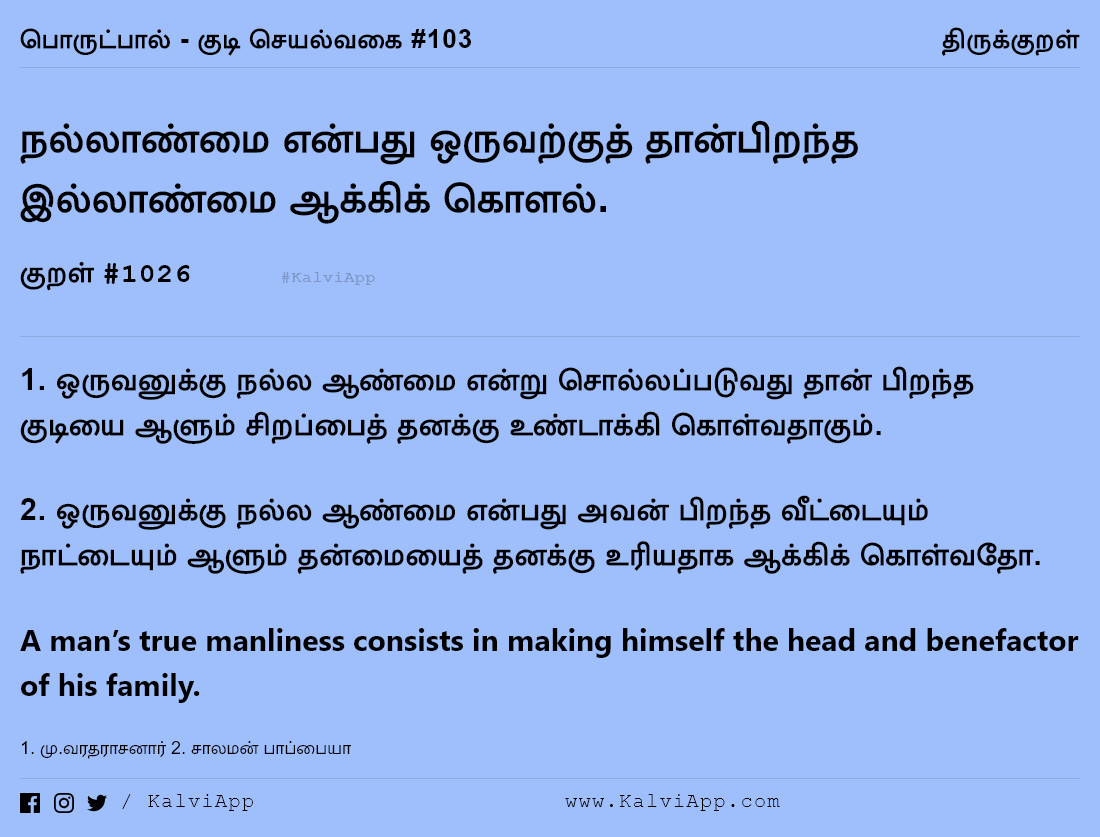 பொருட்பால் - குடி செயல்வகை #103 திருக்குறள்
நல்லாண்மை என்பது ஒருவற்குத் தான்பிறந்த
இல்லாண்மை ஆக்கிக் கொளல்.
குறள் #1026 #KalviApp
1. ஒருவனுக்கு நல்ல ஆண்மை என்று சொல்லப்படுவது தான் பிறந்த
குடியை ஆளும் சிறப்பைத் தனக்கு உண்டாக்கி கொள்வதாகும்.
2. ஒருவனுக்கு நல்ல ஆண்மை என்பது அவன் பிறந்த வீட்டையும்
நாட்டையும் ஆளும் தன்மையைத் தனக்கு உரியதாக ஆக்கிக் கொள்வதோ.
A man’s true manliness consists in making himself the head and benefactor
of his family.
1. மு.வரதராசனார் 2. சாலமன் பாப்பையா
/ KalviApp www.KalviApp.com